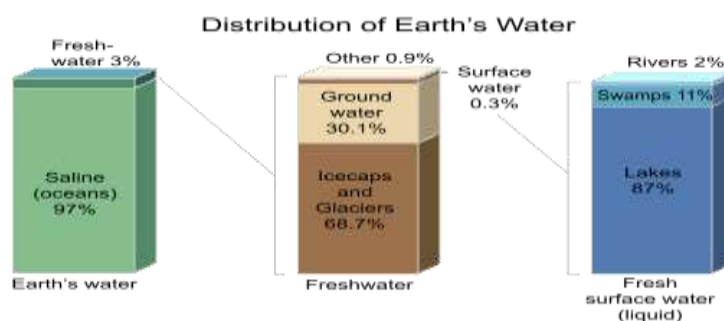 Distribution of Earth's Water
Fresh-
water 3%
Saline
(oceans)
97%
Earth's water
Other 0.9%
Surface
water
0.3%
Ground
water
30.1%
Icecaps
and
Glaciers
68.7%
Freshwater
Rivers 2%
Swamps 11%
Lakes
87%
Fresh
surface water
(liquid)